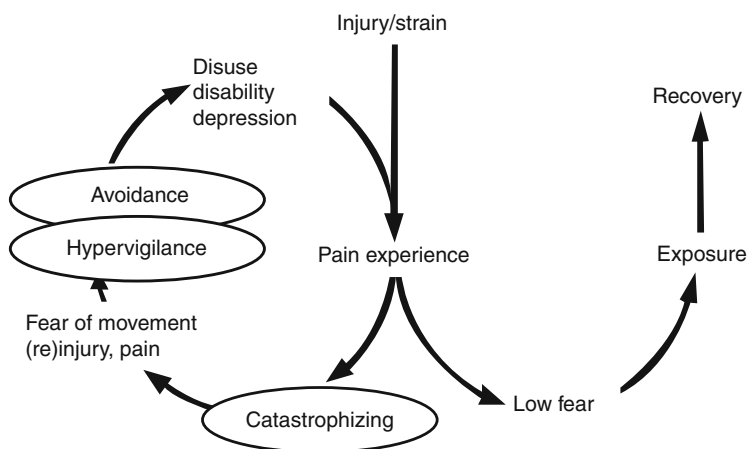 Injury/strain
Disuse
disability
depression
Recovery
Avoidance
Hypervigilance
Pain experience
Exposure
Fear of movement
(re)injury, pain
Catastrophizing
Low fear